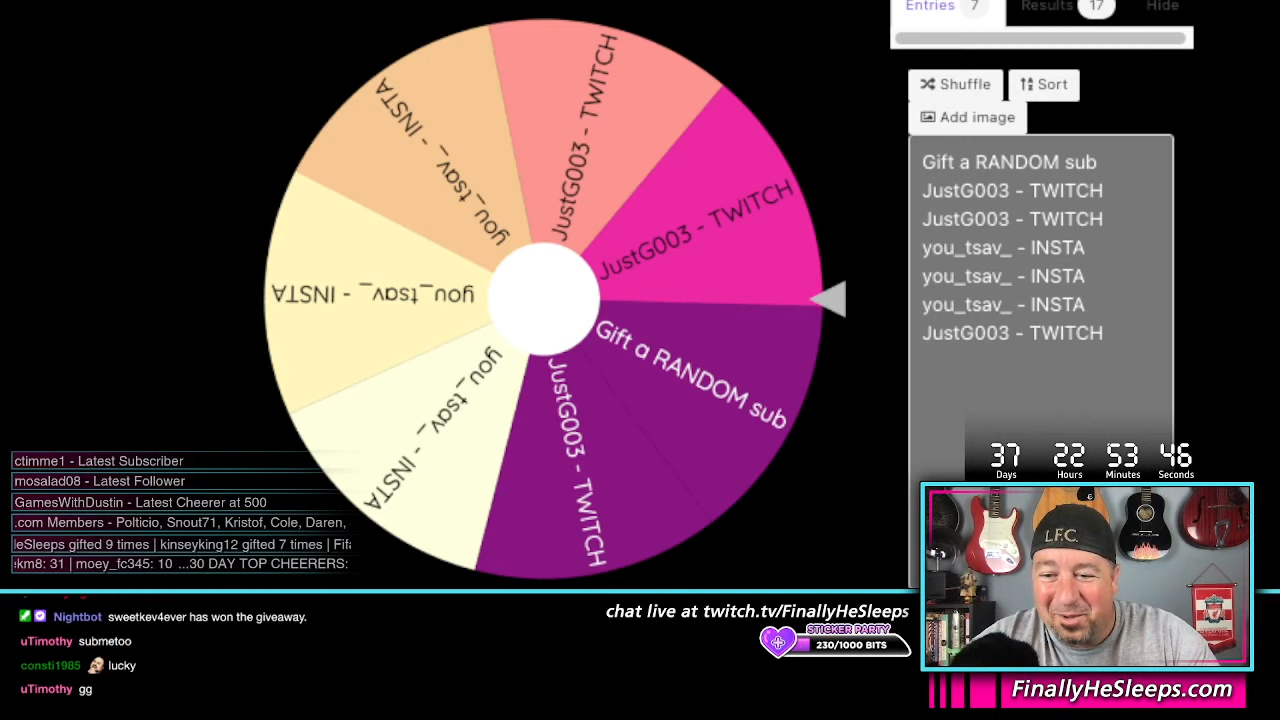 Entries 7 Results 17 Hide
Shuffle Sort
Add image
Gift a RANDOM sub
JustG003 - TWITCH
JustG003 - TWITCH
you_tsav_ - INSTA
you_tsav_ - INSTA
you_tsav_ - INSTA
JustG003 - TWITCH
JustG003 - TWITCH
JustG003 - TWITCH
Gift a RANDOM sub
JustG003 - TWITCH
you_tsav_ - INSTA
you_tsav_ - INSTA
you_tsav_ - INSTA
37 22 53 46
Days Hours Minutes Seconds
ctimme1 - Latest Subscriber
mosalad08 - Latest Follower
GamesWithDustin - Latest Cheerer at 500
.com Members - Polticio, Snout71, Kristof, Cole, Daren,
leSleeps gifted 9 times | kinseyking12 gifted 7 times | Fifa
km8: 31 | moey_fc345: 10 ...30 DAY TOP CHEERERS:
Nightbot sweetkev4ever has won the giveaway.
uTimothy submetoo
consti1985 lucky
uTimothy gg
chat live at twitch.tv/FinallyHeSleeps
STICKER PARTY
230/1000 BITS
L.F.C.
FinallyHeSleeps.com